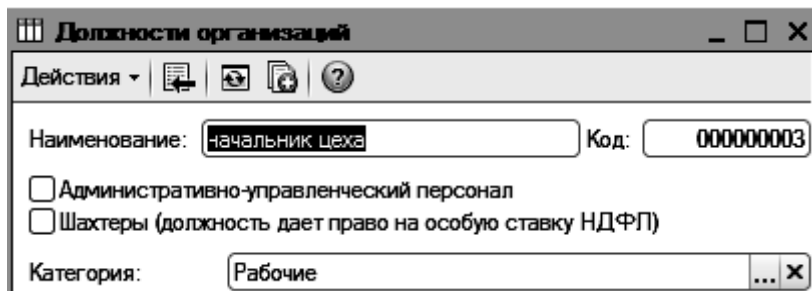 Должности организаций
Действия
Наименование: начальник цеха Код: 000000003
Административно-управленческий персонал
Шахтеры (должность дает право на особую ставку НДФЛ)
Категория: Рабочие ...